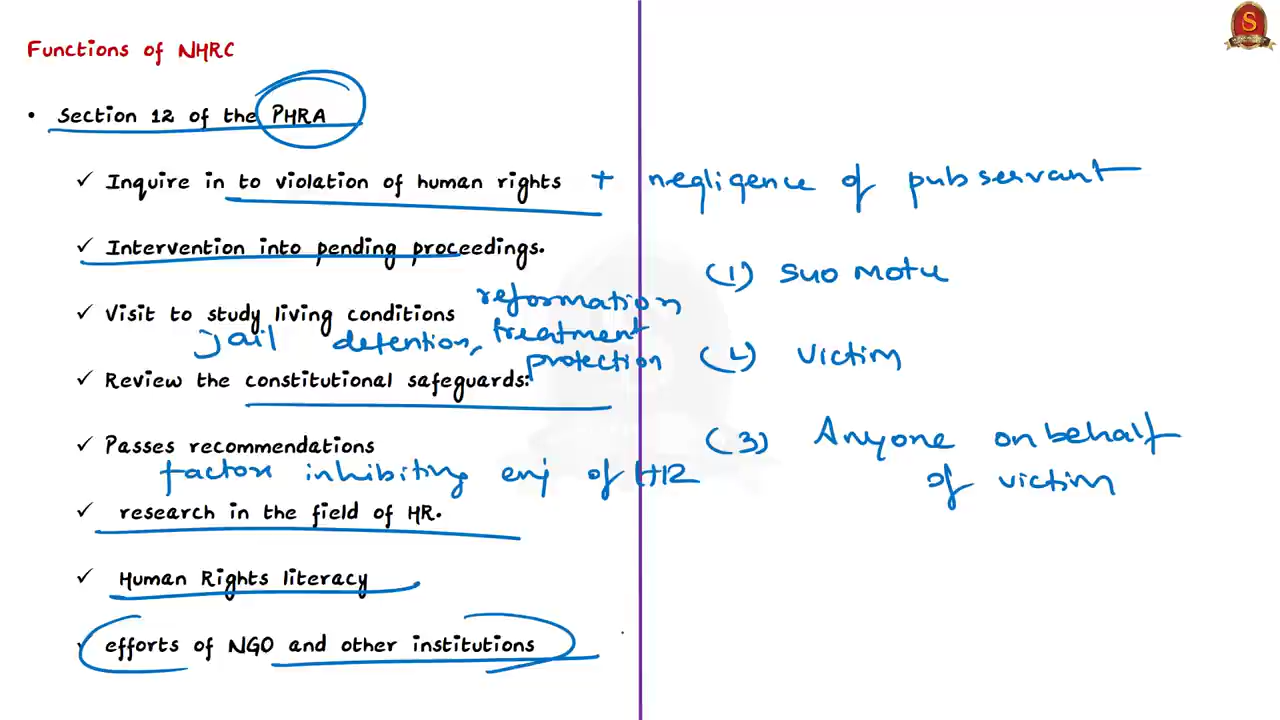 Functions of NHRC
• Section 12 of the PHRA
✓ Inquire in to violation of human rights + negligence of pub servant
✓ Intervention into pending proceedings.
(1) Suo motu
✓ Visit to study living conditions
reformation
jail detention, treatment
protection
(2) victim
✓ Review the constitutional safeguards:
✓ Passes recommendations
(3) Anyone on behalf
of victim
factors inhibiting enj of HR
✓ research in the field of HR.
✓ Human Rights literacy
efforts of NGO and other institutions